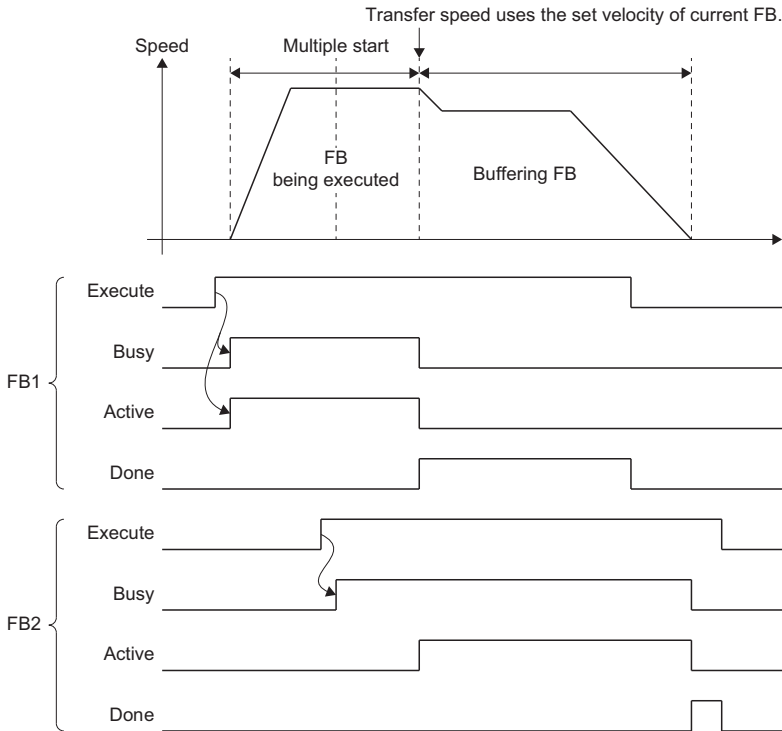 Transfer speed uses the set velocity of current FB.
Speed
Multiple start
FB
being executed
Buffering FB
FB1
Execute
Busy
Active
Done
FB2
Execute
Busy
Active
Done